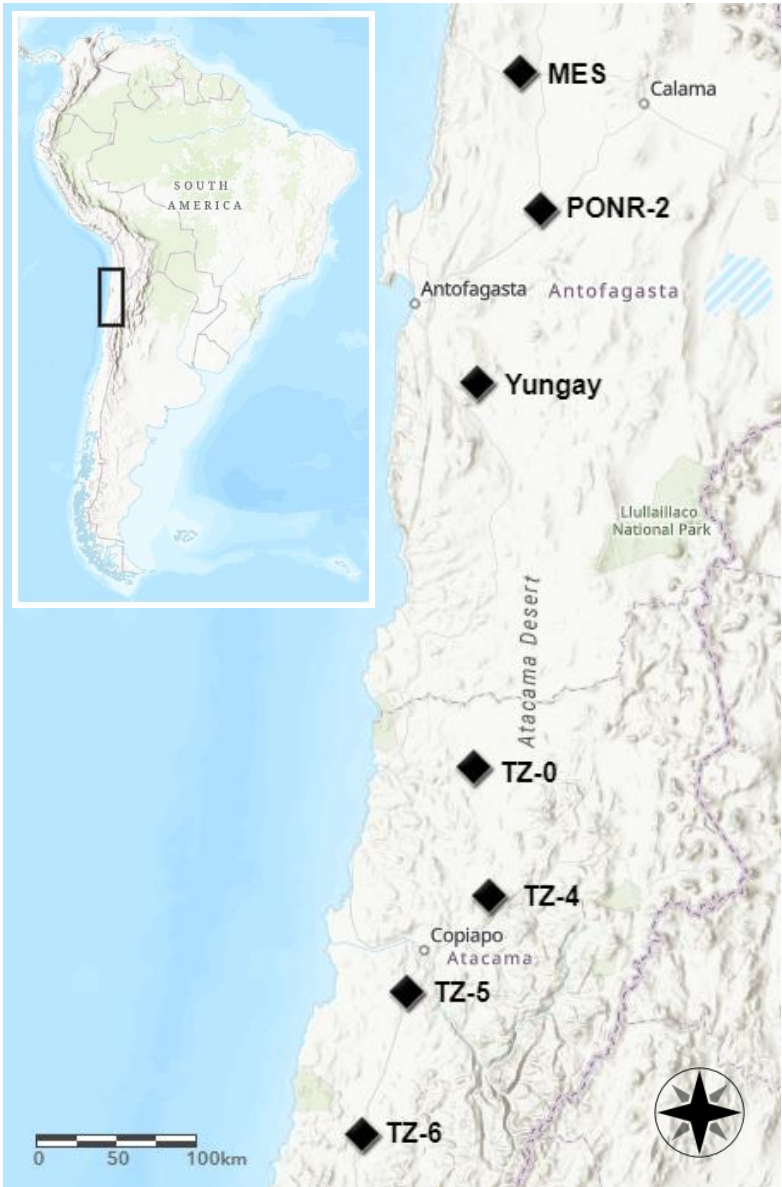 SOUTH
AMERICA
MES
Calama
PONR-2
Antofagasta
Antofagasta
Yungay
Llullaillaco
National Park
Atacama Desert
TZ-0
TZ-4
Copiapo
Atacama
TZ-5
TZ-6
0 50 100km